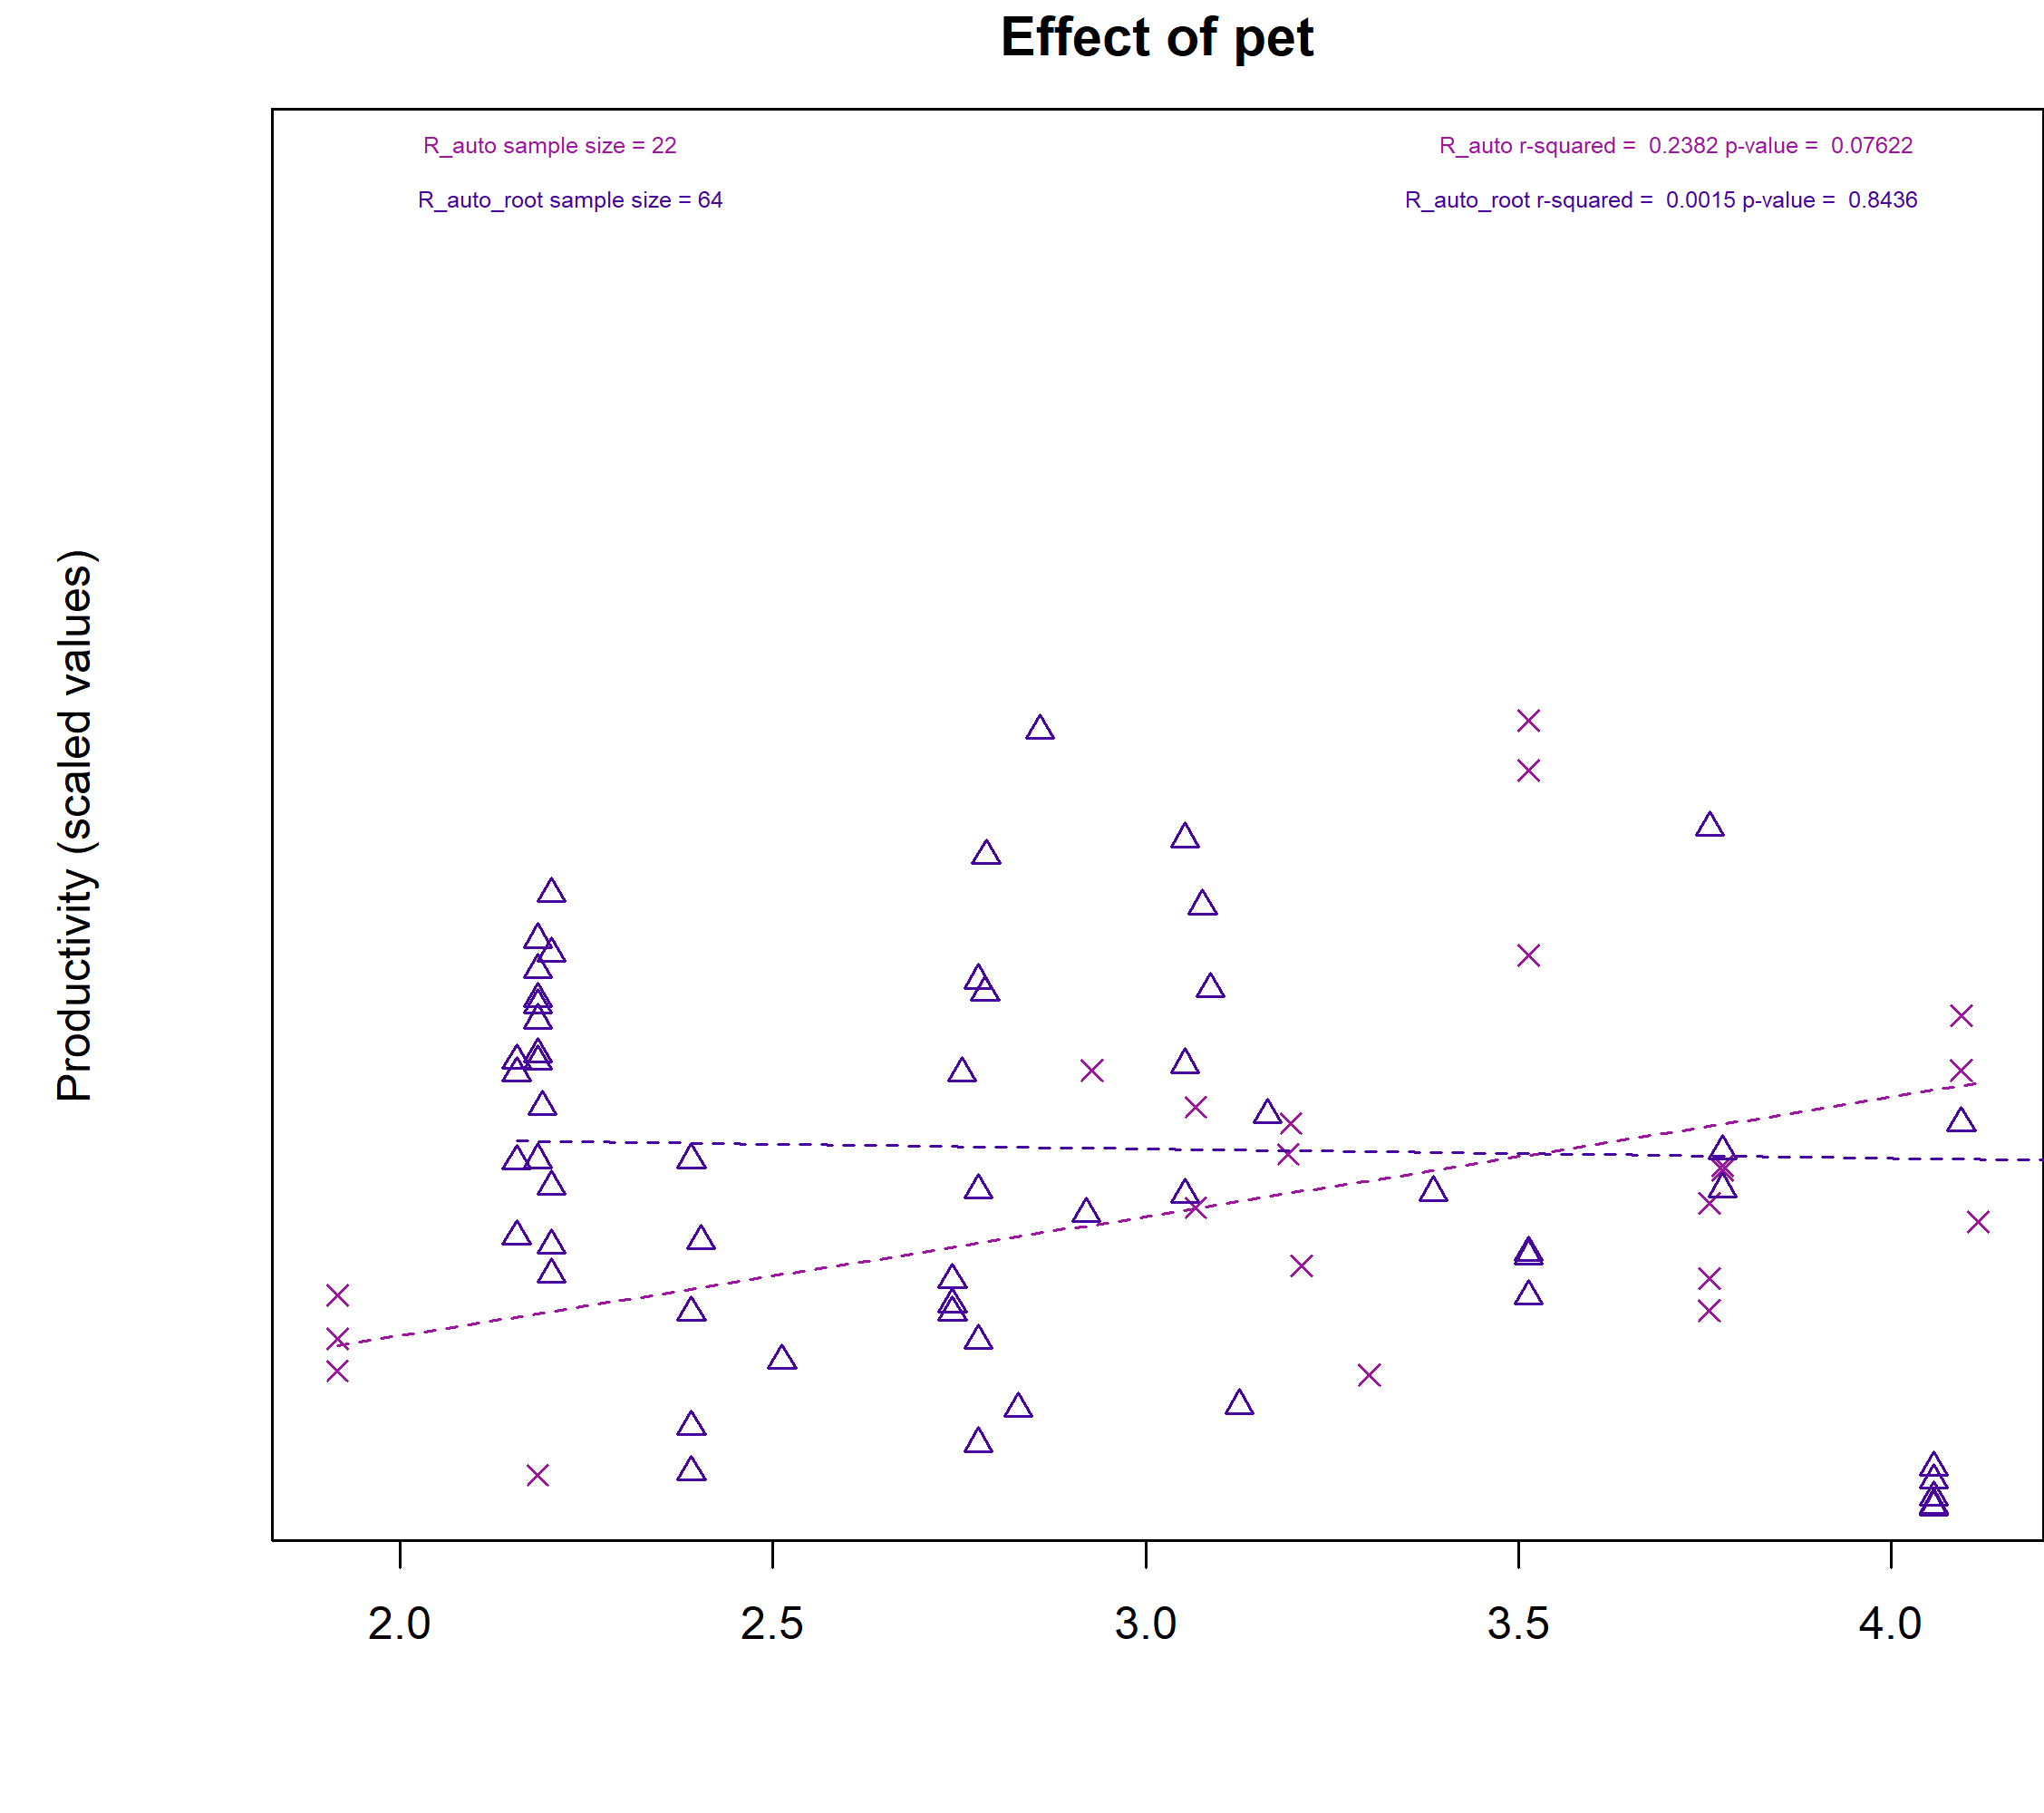 Effect of pet
R_auto sample size = 22
R_auto r-squared =  0.2382 p-value =  0.07622
R_auto_root sample size = 64
R_auto_root r-squared =  0.0015 p-value =  0.8436
Productivity (scaled values)
2.0 2.5 3.0 3.5 4.0